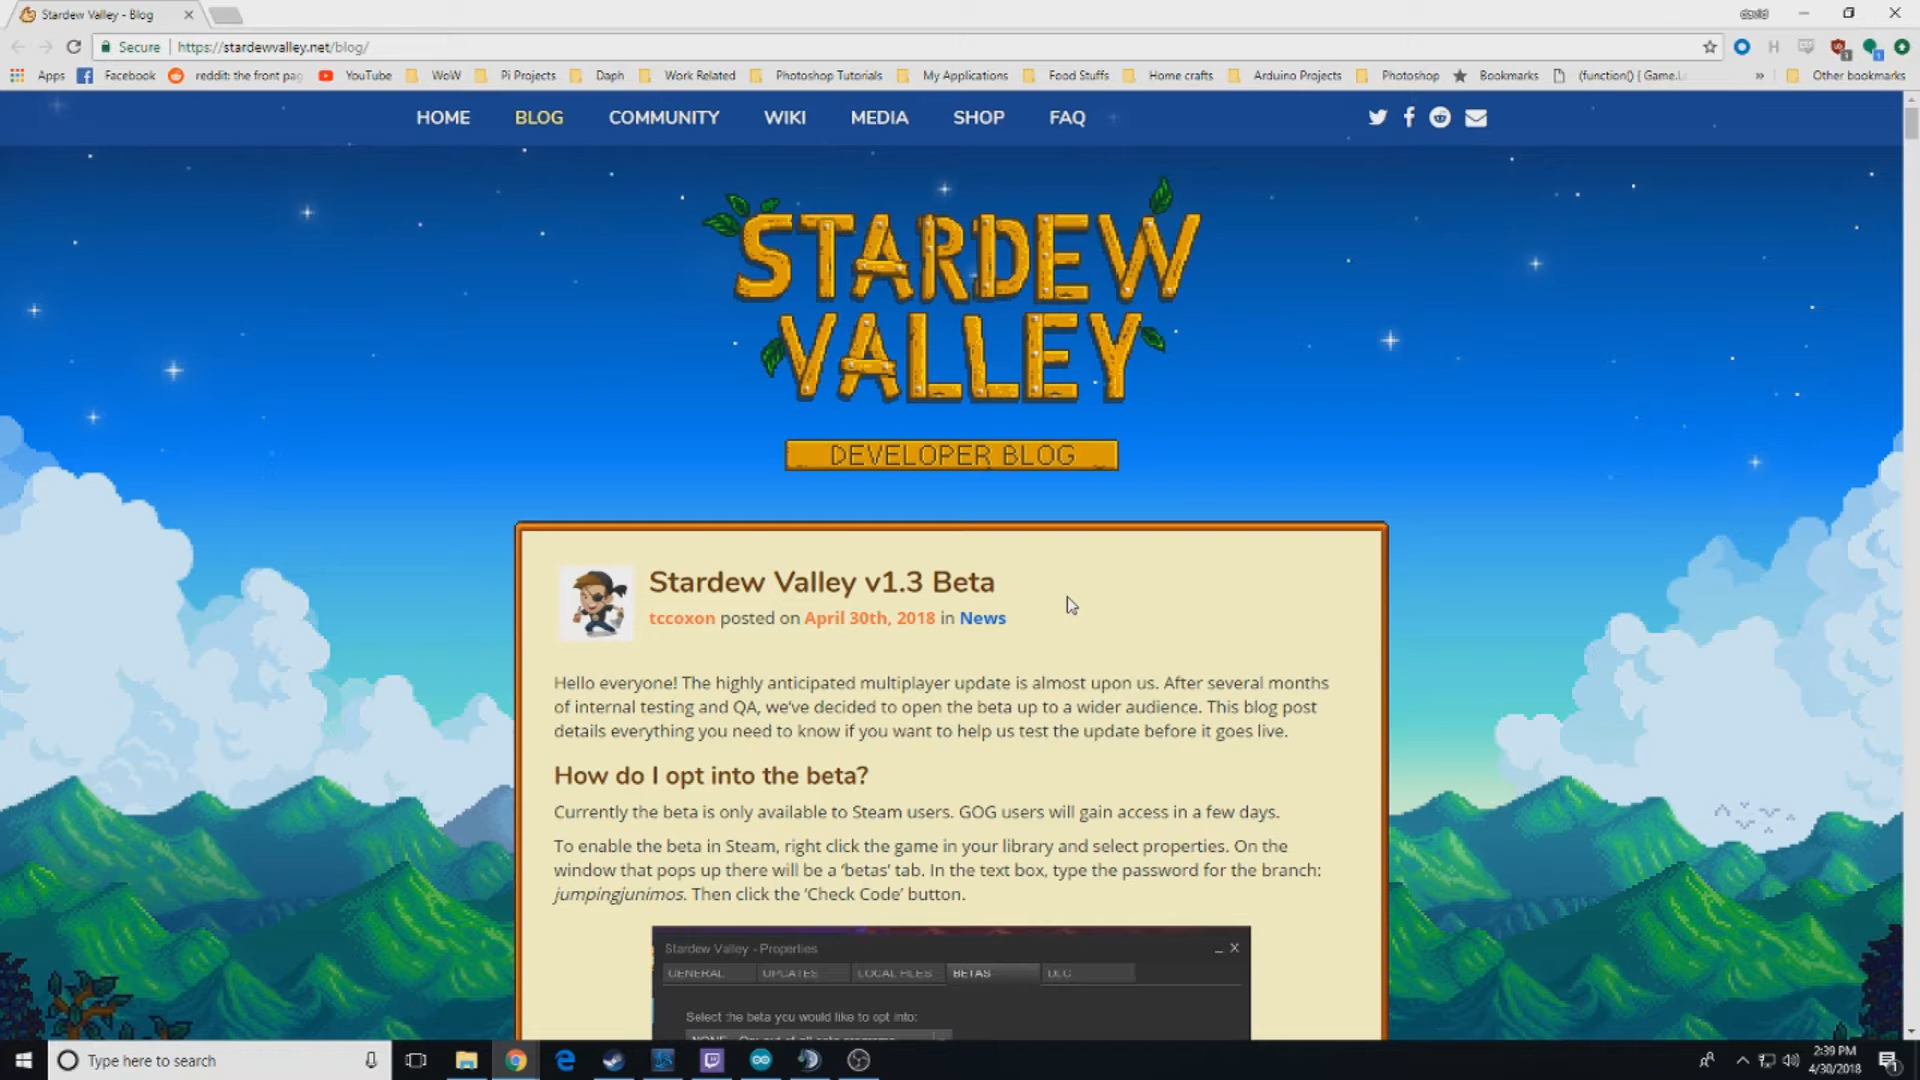 Stardew Valley - Blog
Secure | https://stardewvalley.net/blog/
Apps Facebook reddit: the front pag YouTube WoW Pi Projects Daph Work Related Photoshop Tutorials My Applications Food Stuffs Home crafts Arduino Projects Photoshop Bookmarks (function() { Game.L » Other bookmarks
HOME BLOG COMMUNITY WIKI MEDIA SHOP FAQ
STARDEW
VALLEY
DEVELOPER BLOG
Stardew Valley v1.3 Beta
tccoxon posted on April 30th, 2018 in News
Hello everyone! The highly anticipated multiplayer update is almost upon us. After several months
of internal testing and QA, we’ve decided to open the beta up to a wider audience. This blog post
details everything you need to know if you want to help us test the update before it goes live.
How do I opt into the beta?
Currently the beta is only available to Steam users. GOG users will gain access in a few days.
To enable the beta in Steam, right click the game in your library and select properties. On the
window that pops up there will be a ‘betas’ tab. In the text box, type the password for the branch:
jumpingjunimos. Then click the ‘Check Code’ button.
Stardew Valley - Properties
GENERAL UPDATES LOCAL FILES BETAS DLC
Select the beta you would like to opt into:
Type here to search
2:39 PM
4/30/2018